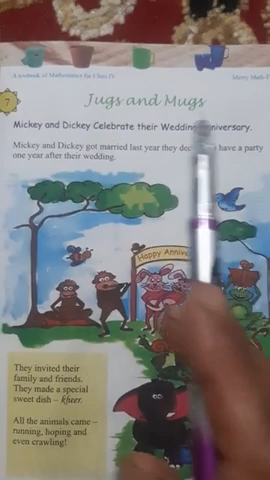 A textbook of Mathematics for Class IV
Merry Math-I
7
Jugs and Mugs
Mickey and Dickey Celebrate their Wedding nniversary.
Mickey and Dickey got married last year they dec have a party
one year after their wedding.
Happy Anniv
They invited their
family and friends.
They made a special
sweet dish – kheer.
All the animals came –
running, hoping and
even crawling!